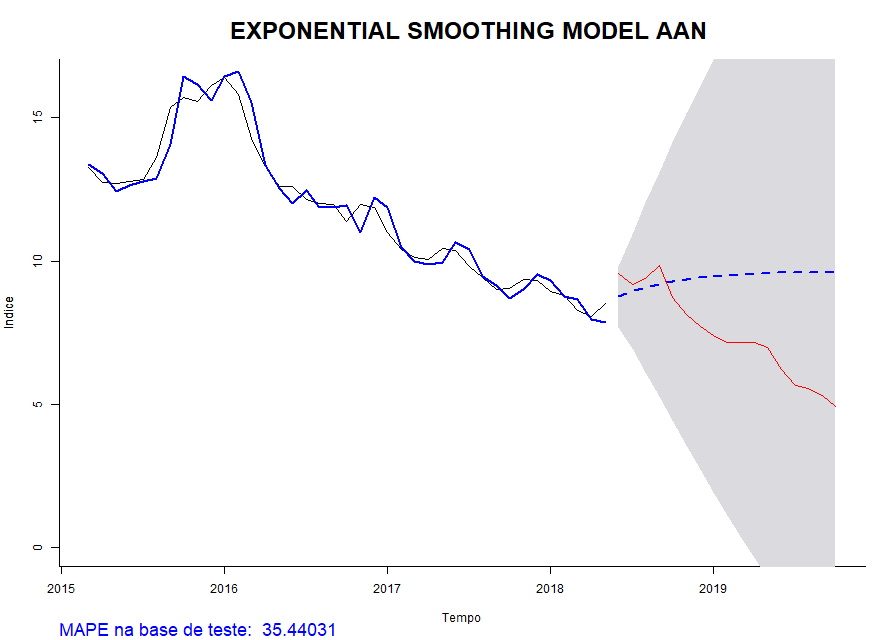 EXPONENTIAL SMOOTHING MODEL AAN
15
10
5
0
Indice
2015 2016 2017 2018 2019
Tempo
MAPE na base de teste: 35.44031